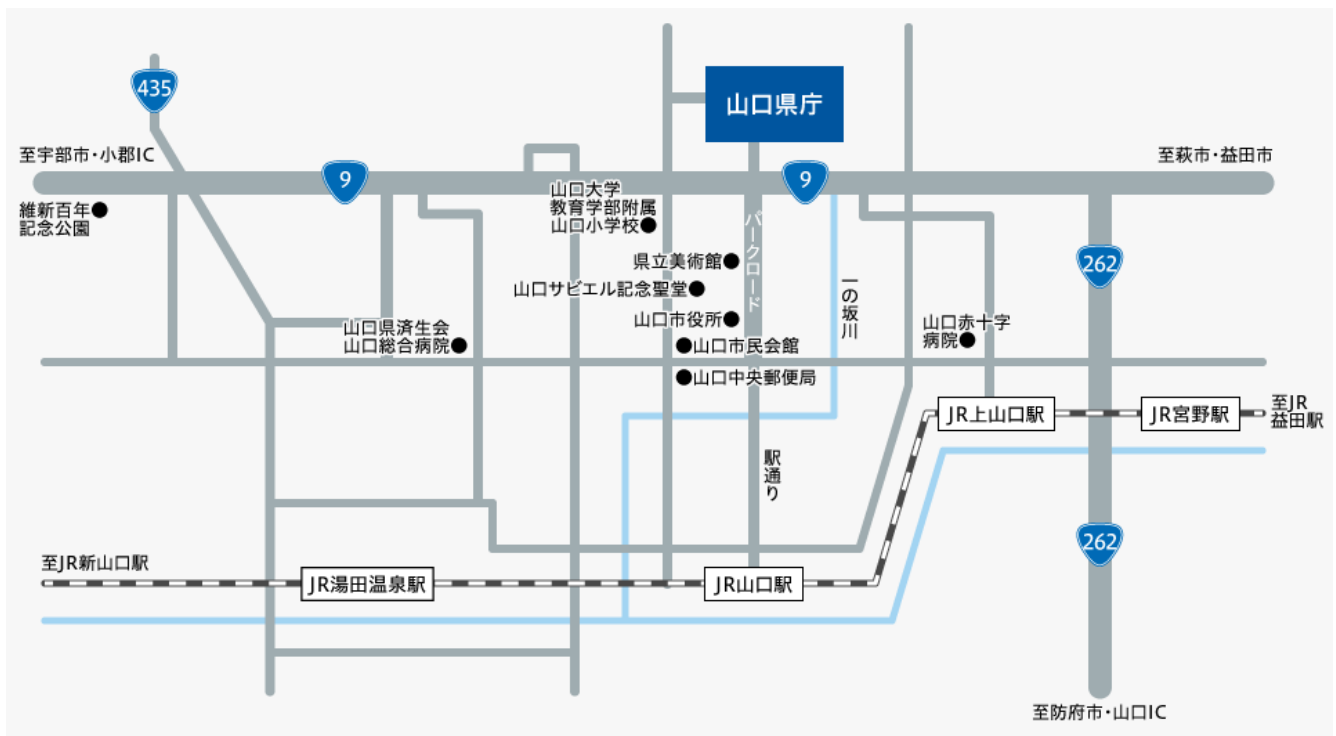 435
山口県庁
至宇部市・小郡IC
9
9
至萩市・益田市
維新百年
記念公園
山口大学
教育学部附属
山口小学校
パークロード
県立美術館
262
山口サビエル記念聖堂
一の坂川
山口市役所
山口県済生会
山口総合病院
山口赤十字
病院
山口市民会館
山口中央郵便局
JR上山口駅
JR宮野駅
至JR
益田駅
駅通り
262
至JR新山口駅
JR湯田温泉駅
JR山口駅
至防府市・山口IC